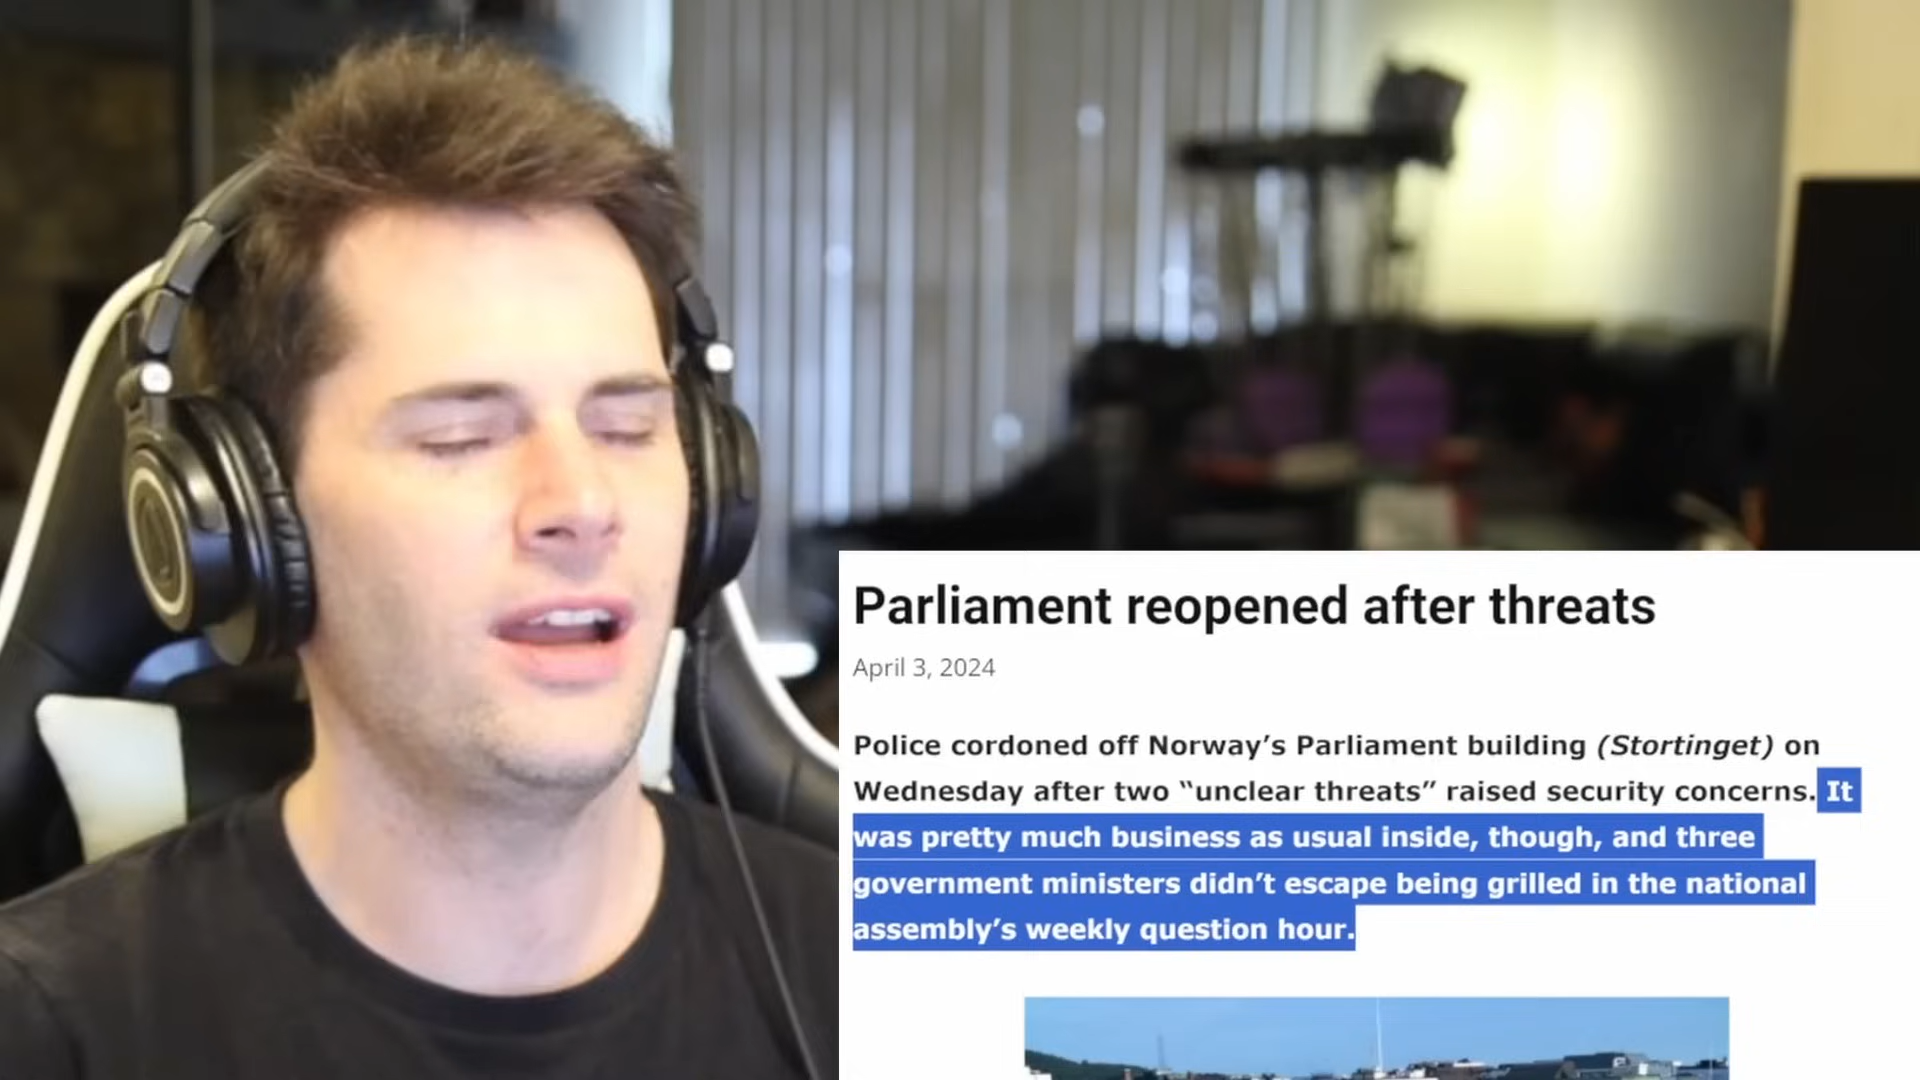 Parliament reopened after threats
April 3, 2024
Police cordoned off Norway’s Parliament building (Stortinget) on
Wednesday after two “unclear threats” raised security concerns. It
was pretty much business as usual inside, though, and three
government ministers didn’t escape being grilled in the national
assembly’s weekly question hour.